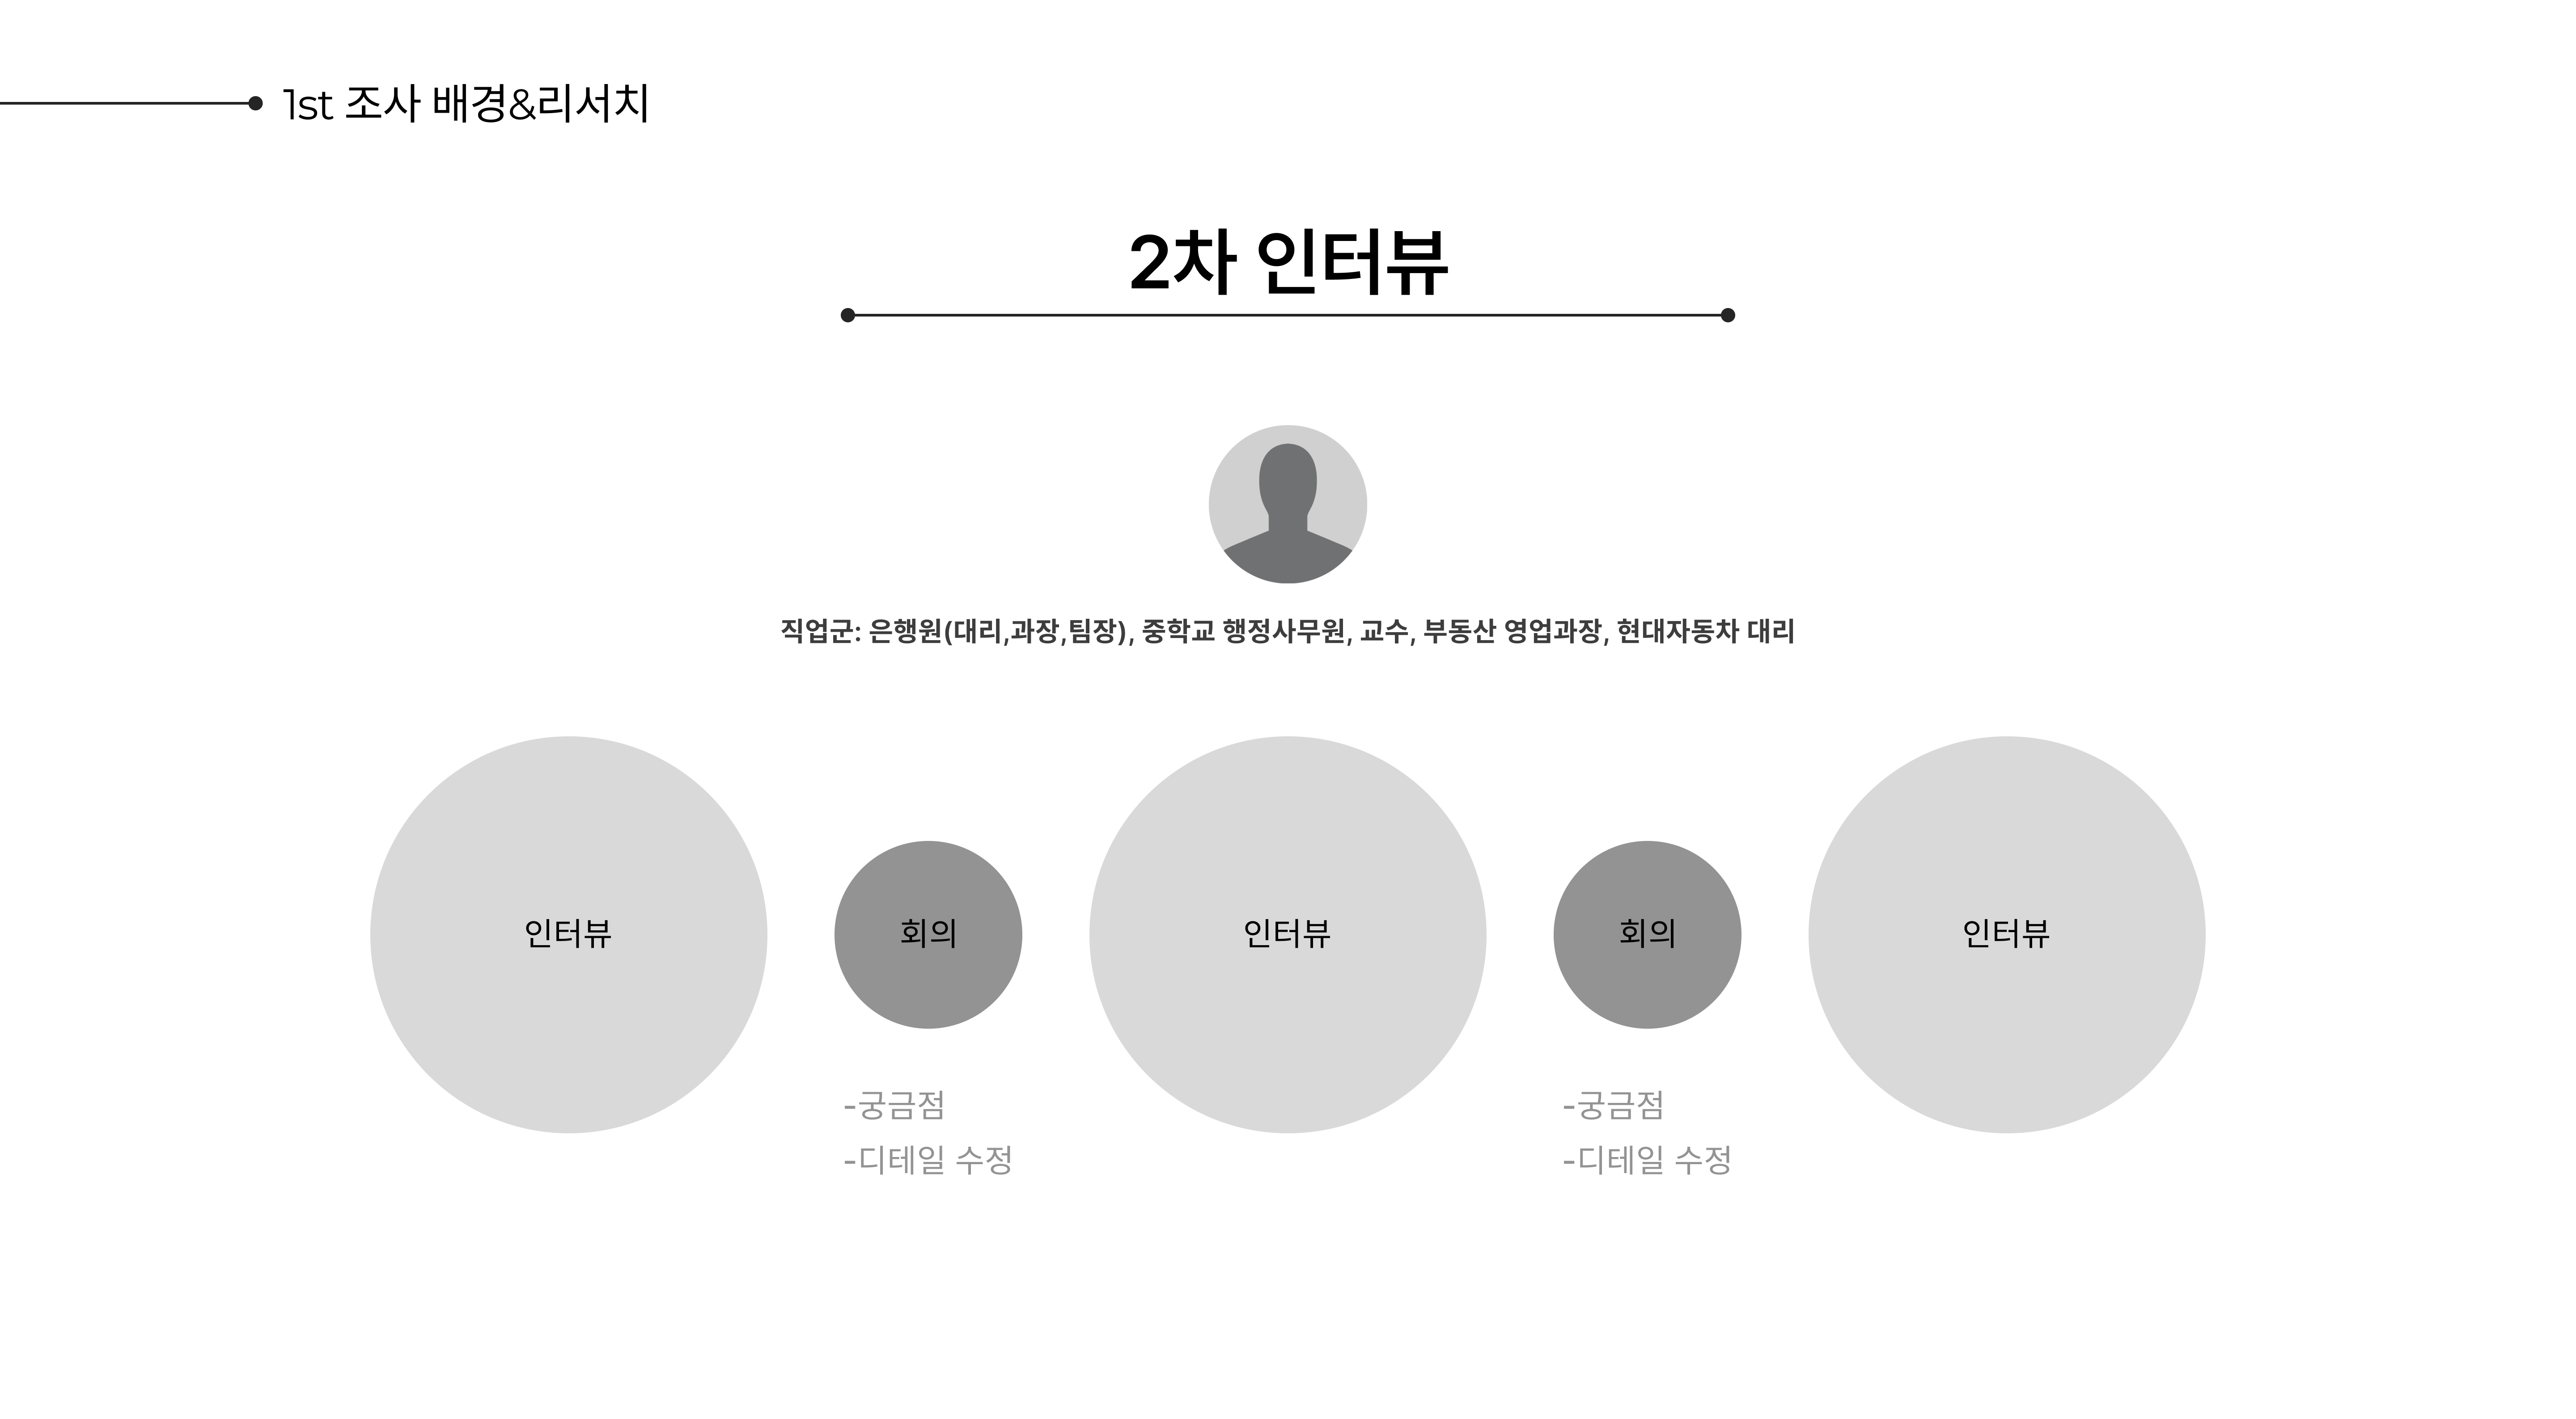 1st 조사 배경&리서치
2차 인터뷰
직업군: 은행원(대리,과장,팀장), 중학교 행정사무원, 교수, 부동산 영업과장, 현대자동차 대리
인터뷰
회의
인터뷰
회의
인터뷰
-궁금점
-디테일 수정
-궁금점
-디테일 수정